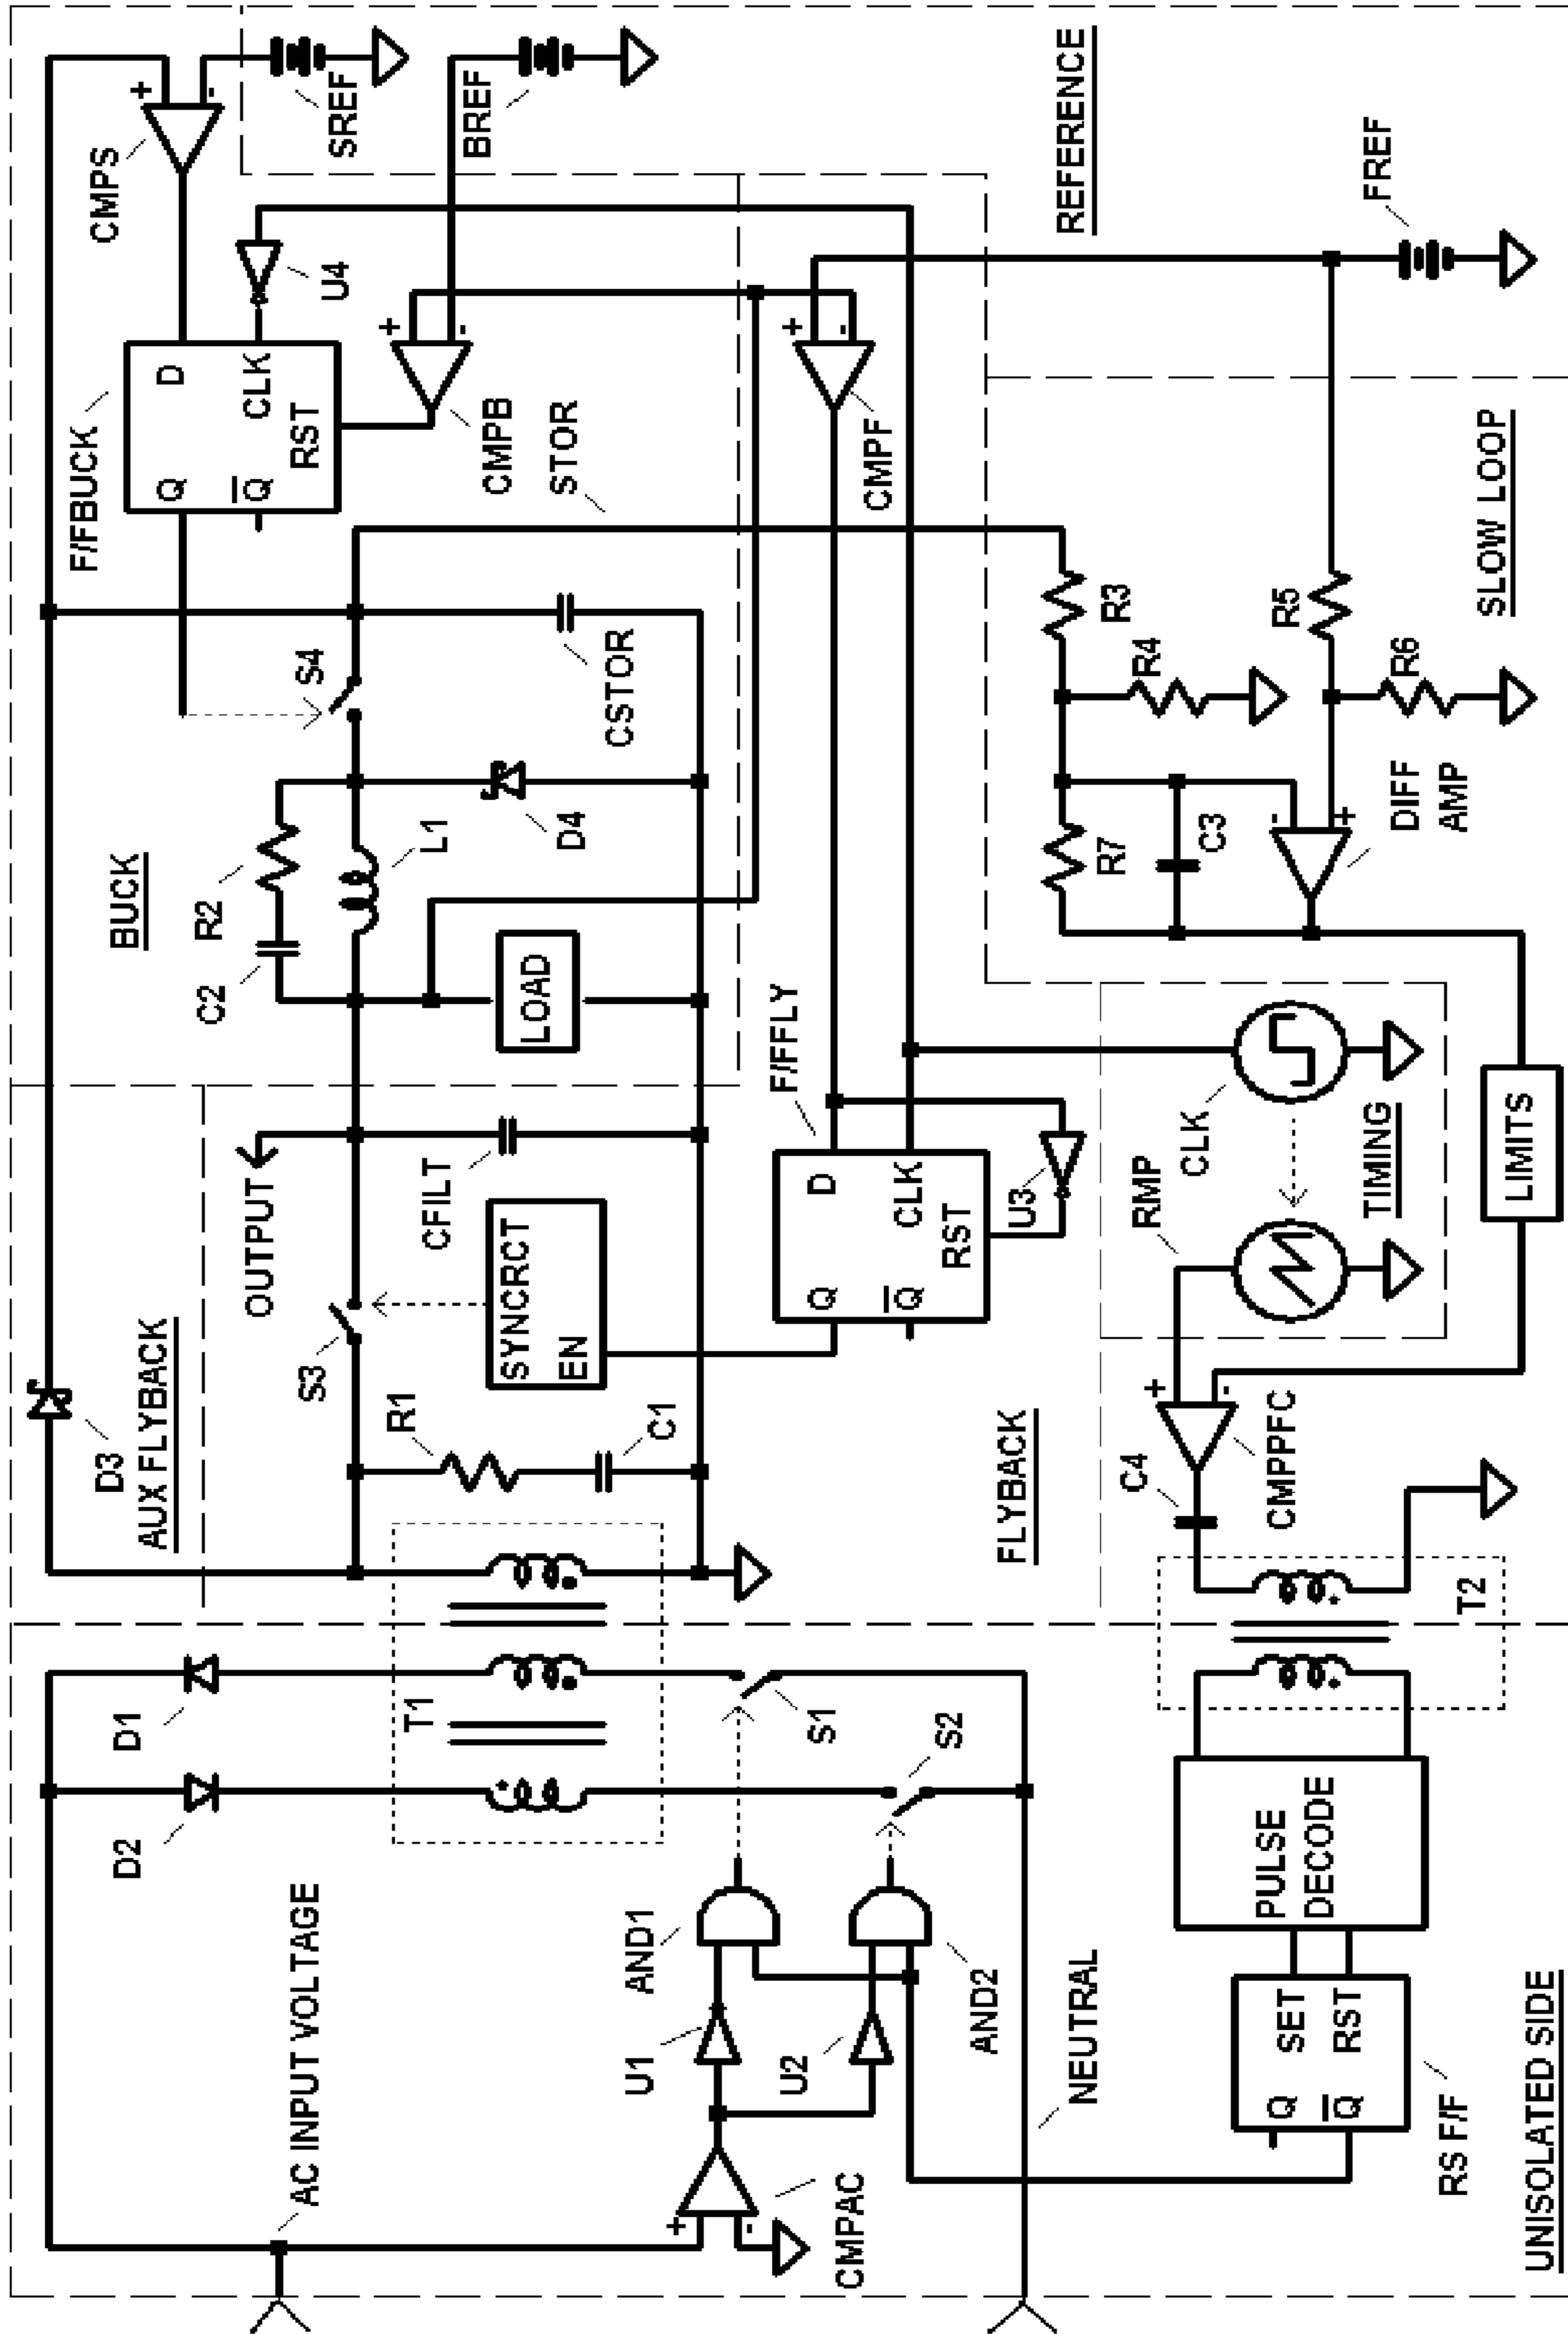 D3
F/FBUCK
CMPS
+
-
D2
D1
AUX FLYBACK
BUCK
Q
D
C2
R2
Q
CLK
OUTPUT
RST
U4
SREF
AC INPUT VOLTAGE
S3
S4
R1
T1
CFILT
L1
BREF
+
-
LOAD
D4
CMPB
SYNCRCT
EN
C1
CSTOR
STOR
AND1
U1
+
-
U2
S1
F/FFLY
+
-
CMPAC
S2
Q
D
CMPF
AND2
Q
CLK
RST
FLYBACK
U3
REFERENCE
NEUTRAL
R7
R3
C4
RMP
R4
+
-
C3
CLK
CMPPFC
PULSE
DECODE
SET
RST
Q
Q
-
+
R5
TIMING
FREF
T2
DIFF
AMP
R6
RS F/F
LIMITS
SLOW LOOP
UNISOLATED SIDE